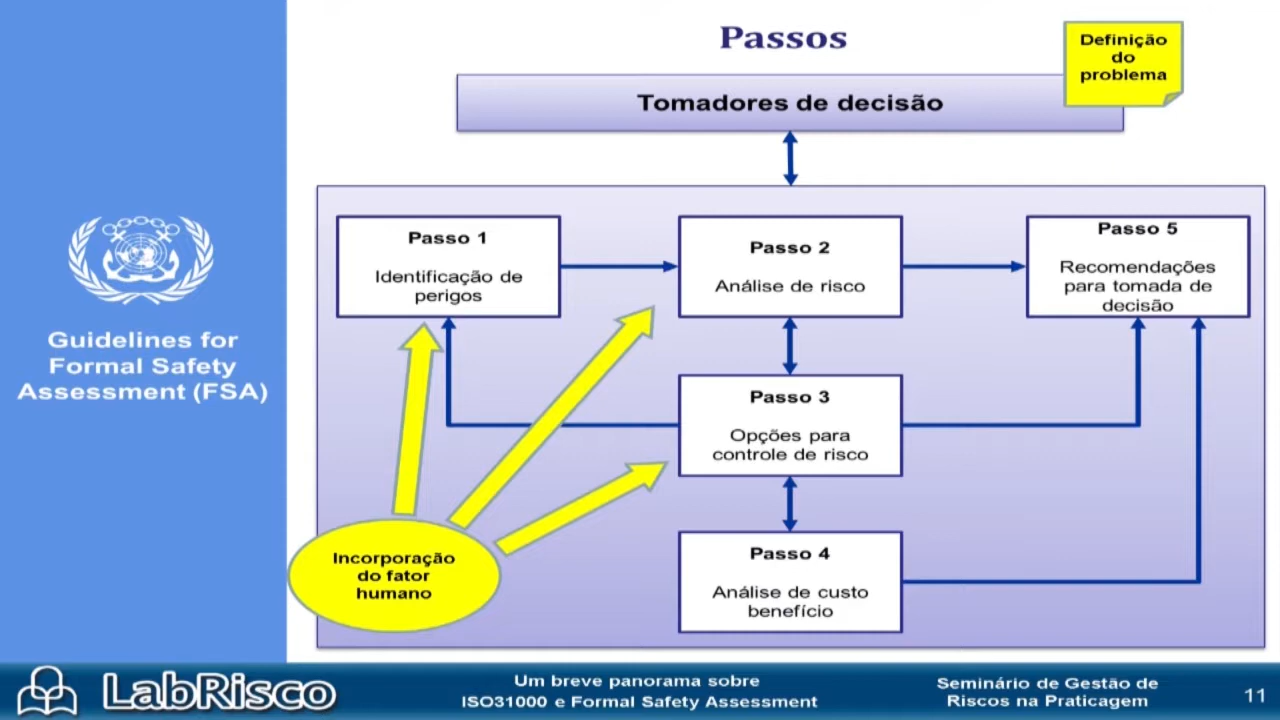 Passos
Definição
do
problema
Tomadores de decisão
Passo 1
Identificação de
perigos
Passo 2
Análise de risco
Passo 5
Recomendações
para tomada de
decisão
Guidelines for
Formal Safety
Assessment (FSA)
Passo 3
Opções para
controle de risco
Incorporação
do fator
humano
Passo 4
Análise de custo
benefício
LabRisco
Um breve panorama sobre
ISO31000 e Formal Safety Assessment
Seminário de Gestão de
Riscos na Praticagem
11